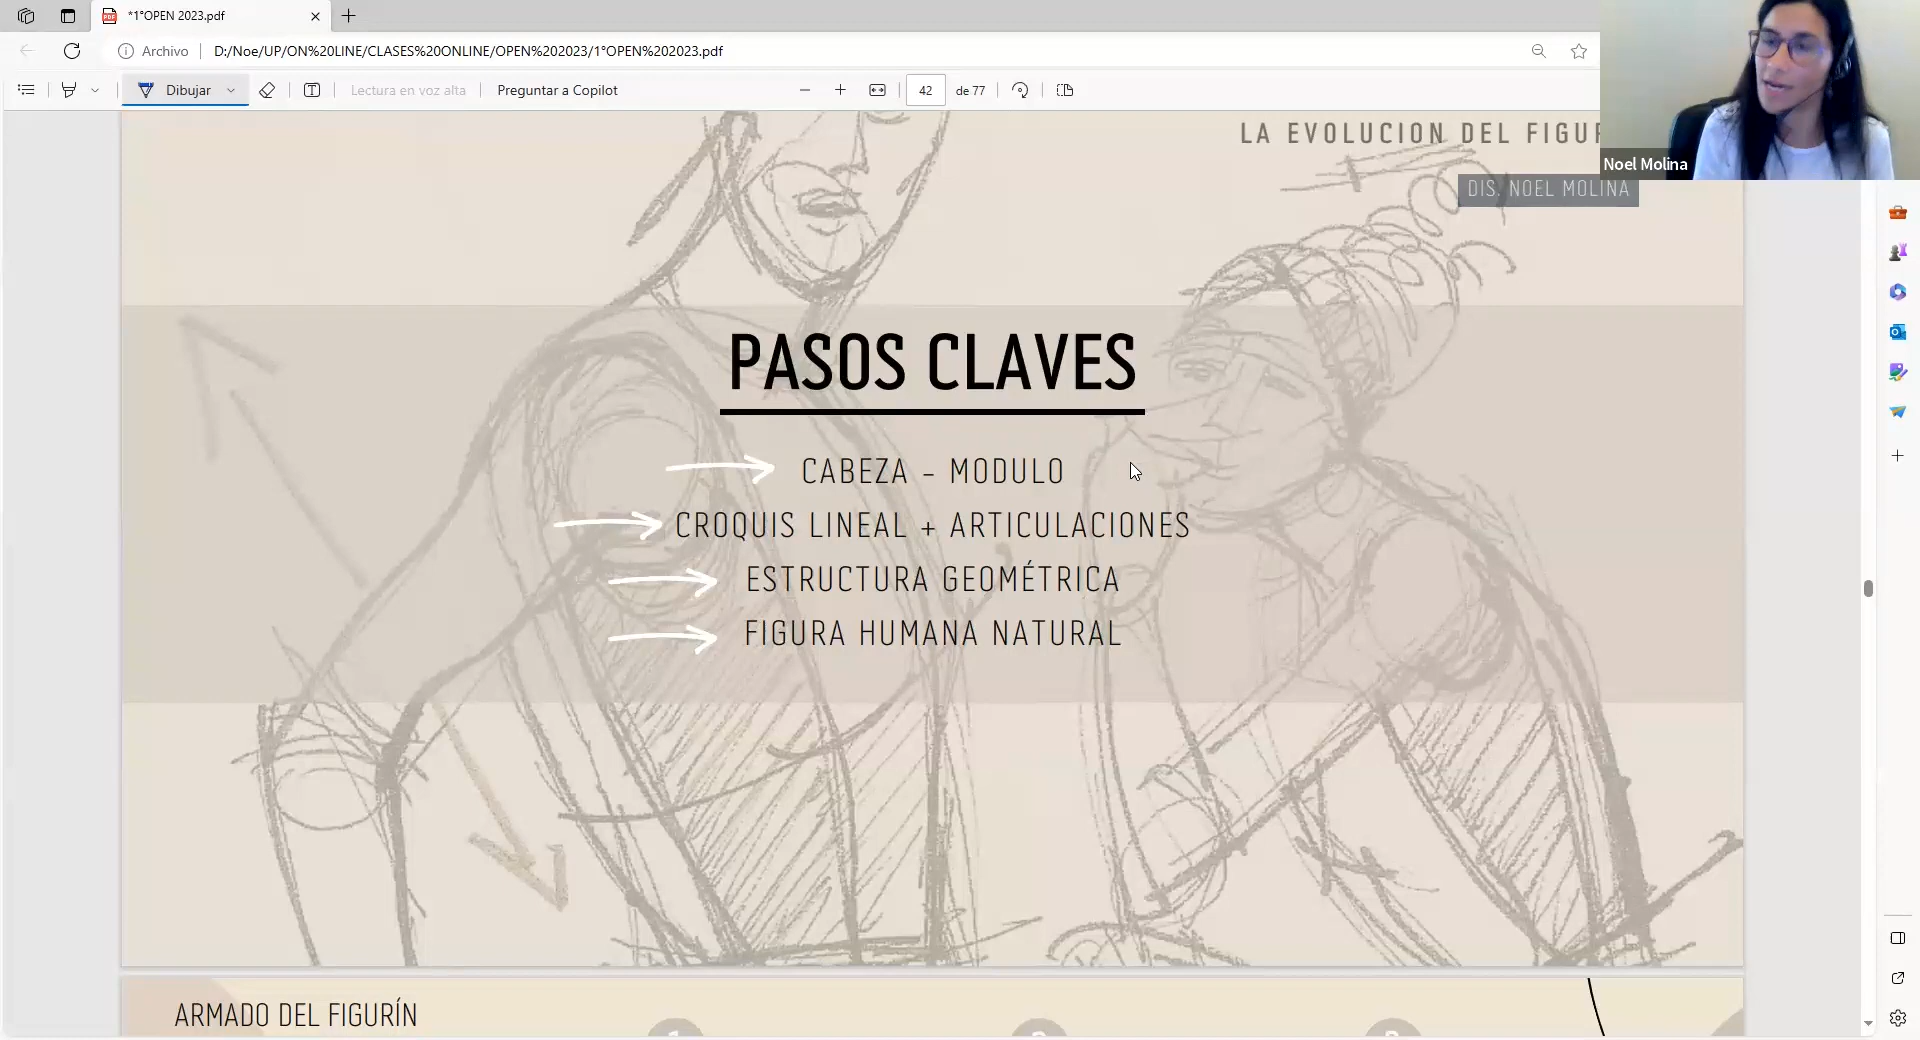 *1°OPEN 2023.pdf
Archivo
D:/Noe/UP/ON%20LINE/CLASES%20ONLINE/OPEN%202023/1°OPEN%202023.pdf
Dibujar
Lectura en voz alta
Preguntar a Copilot
42
de 77
LA EVOLUCION DEL FIGUR
Noel Molina
DIS. NOEL MOLINA
PASOS CLAVES
CABEZA - MODULO
CROQUIS LINEAL + ARTICULACIONES
ESTRUCTURA GEOMÉTRICA
FIGURA HUMANA NATURAL
ARMADO DEL FIGURÍN